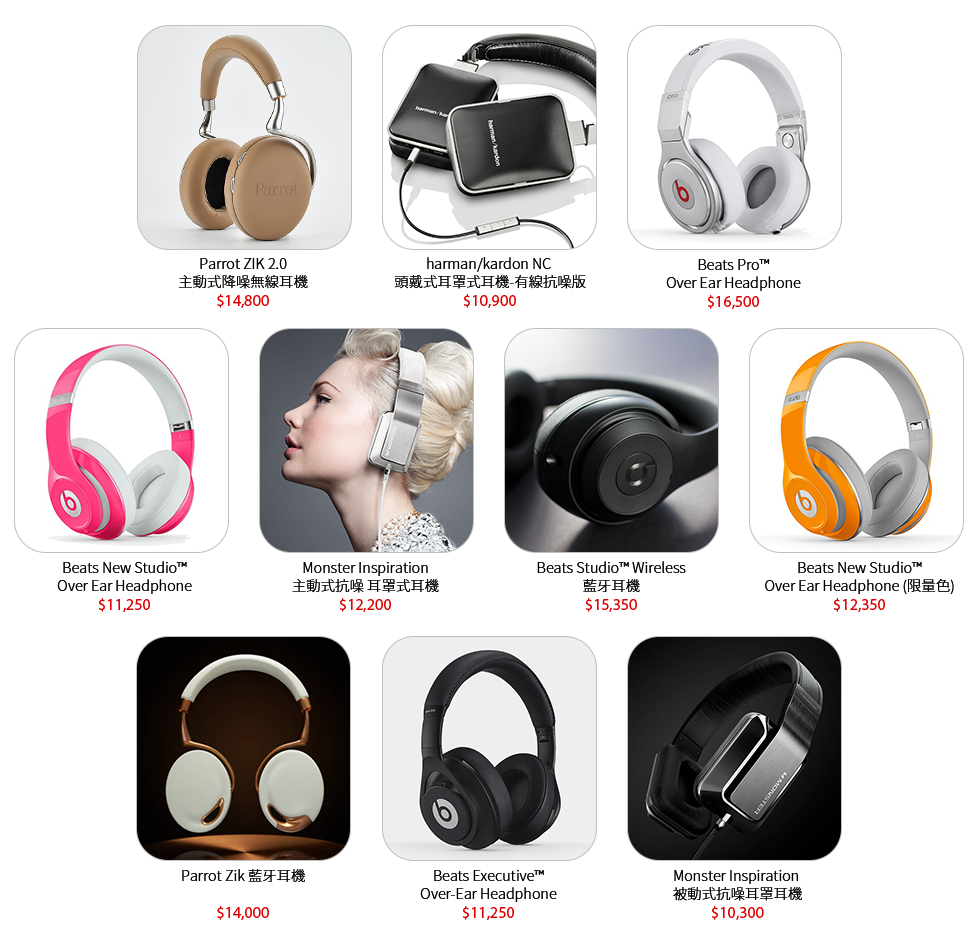 Parrot
harman/kardon
Parrot ZIK 2.0
主動式降噪無線耳機
$14,800
harman/kardon NC
頭戴式耳罩式耳機-有線抗噪版
$10,900
Beats Pro™
Over Ear Headphone
$16,500
studio
Beats New Studio™
Over Ear Headphone
$11,250
Monster Inspiration
主動式抗噪 耳罩式耳機
$12,200
Beats Studio™ Wireless
藍牙耳機
$15,350
Beats New Studio™
Over Ear Headphone (限量色)
$12,350
MONSTER
Parrot Zik 藍牙耳機
$14,000
Beats Executive™
Over-Ear Headphone
$11,250
Monster Inspiration
被動式抗噪耳罩耳機
$10,300